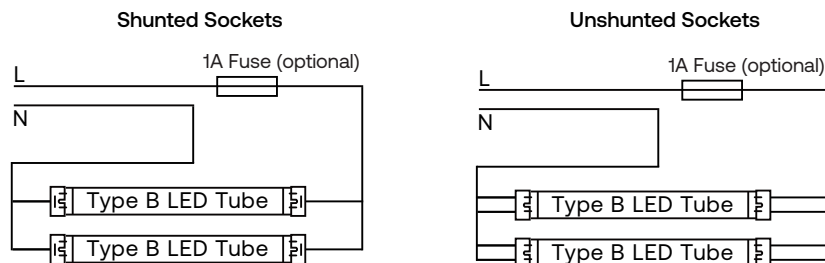 Shunted Sockets
1A Fuse (optional)
L
N
Type B LED Tube
Type B LED Tube
Unshunted Sockets
1A Fuse (optional)
L
N
Type B LED Tube
Type B LED Tube